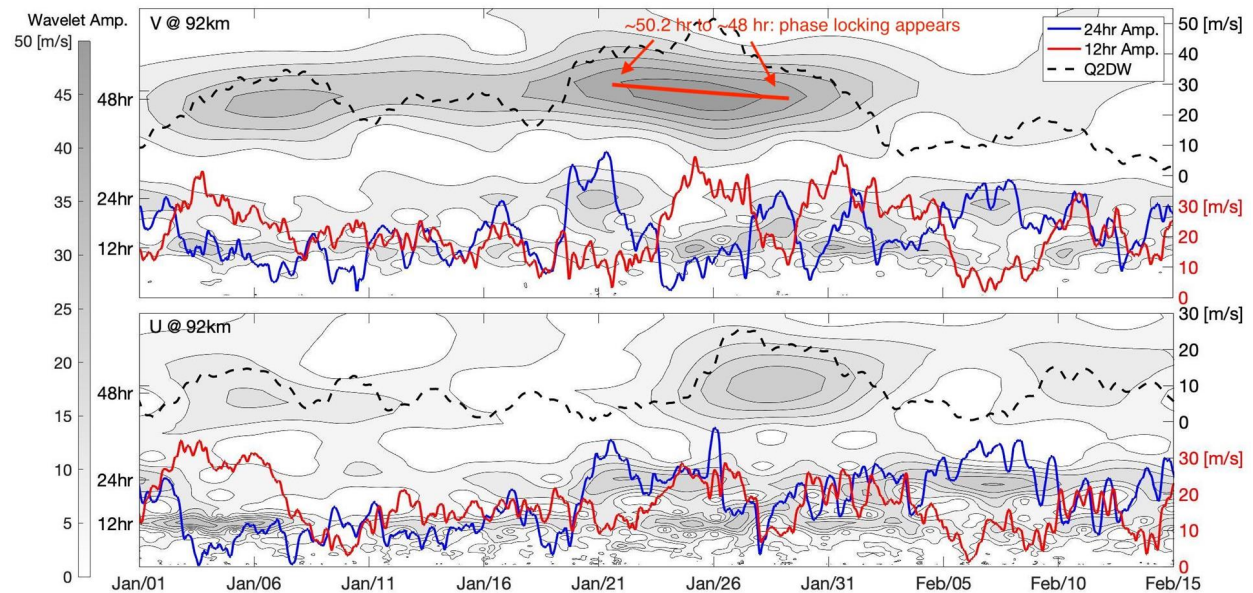 Wavelet Amp.
50 [m/s]
45
40
35
30
25
20
15
10
5
0
V @ 92km
~50.2 hr to ~48 hr: phase locking appears
24hr Amp.
12hr Amp.
Q2DW
48hr
24hr
12hr
50 [m/s]
40
30
20
10
0
30 [m/s]
20
10
0
U @ 92km
48hr
24hr
12hr
30 [m/s]
20
10
0
30 [m/s]
20
10
0
Jan/01 Jan/06 Jan/11 Jan/16 Jan/21 Jan/26 Jan/31 Feb/05 Feb/10 Feb/15